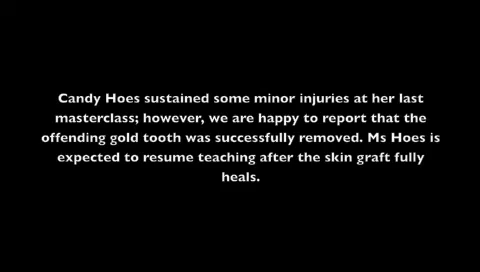 Candy Hoes sustained some minor injuries at her last
masterclass; however, we are happy to report that the
offending gold tooth was successfully removed. Ms Hoes is
expected to resume teaching after the skin graft fully
heals.